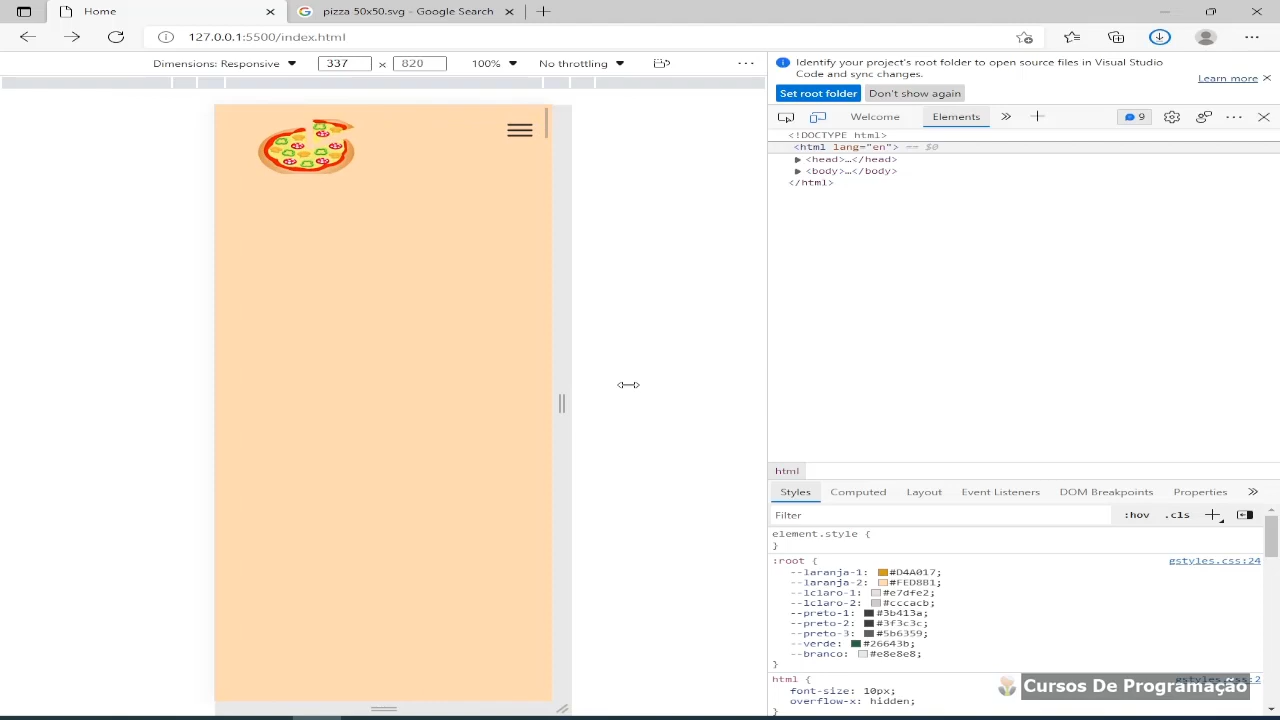 Home
pizza 50x50.svg - Google Search
127.0.0.1:5500/index.html
Dimensions: Responsive 337 x 820 100% No throttling
Identify your project's root folder to open source files in Visual Studio
Code and sync changes.
Learn more
Set root folder Don't show again
Welcome Elements 9
<!DOCTYPE html>
<html lang="en"> == $0
<head>…</head>
<body>…</body>
</html>
html
Styles Computed Layout Event Listeners DOM Breakpoints Properties
Filter :hov .cls
element.style {
}
:root { gstyles.css:24
--laranja-1: #D4A017;
--laranja-2: #FED8B1;
--lclaro-1: #e7dfe2;
--lclaro-2: #cccacb;
--preto-1: #3b413a;
--preto-2: #3f3c3c;
--preto-3: #5b6359;
--verde: #26643b;
--branco: #e8e8e8;
}
html { gstyles.css:2
font-size: 10px;
overflow-x: hidden;
}
Cursos De Programação